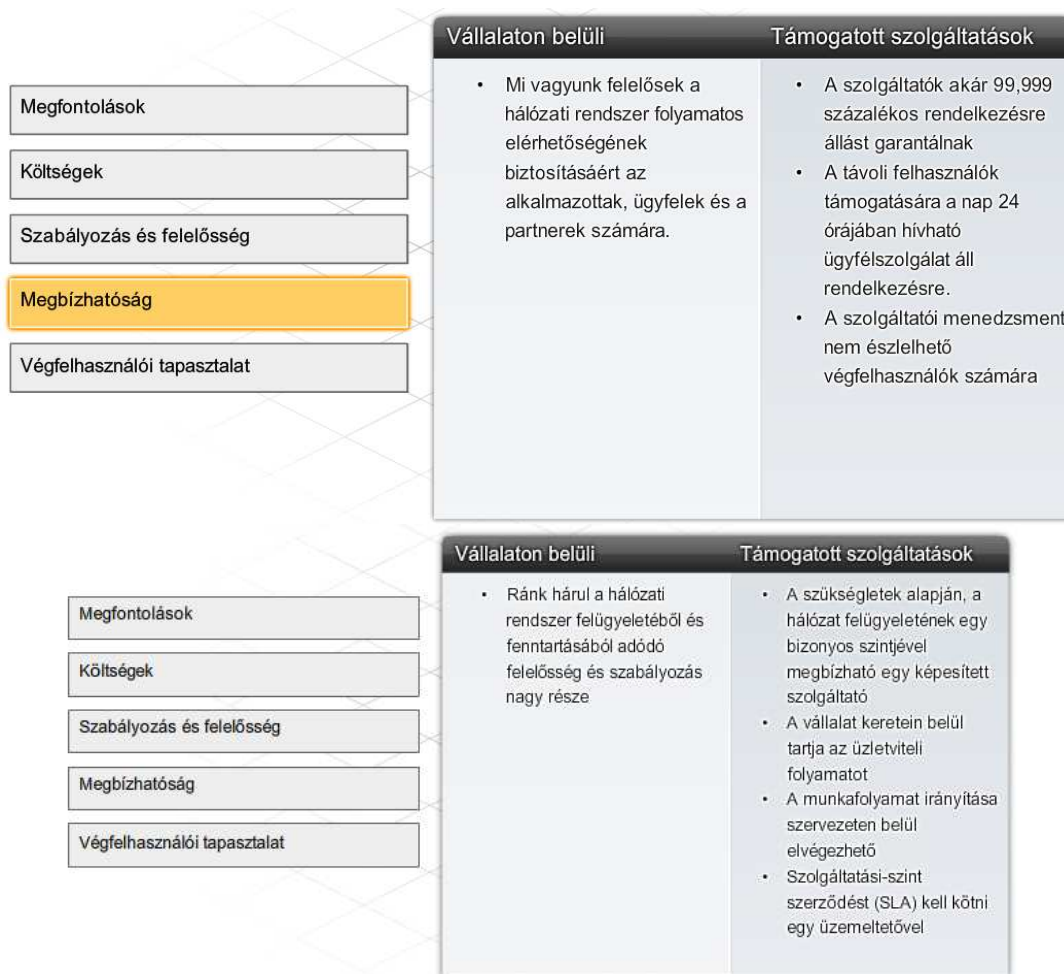 Megfontolások
Költségek
Szabályozás és felelősség
Megbízhatóság
Végfelhasználói tapasztalat
Vállalaton belüli
• Mi vagyunk felelősek a
hálózati rendszer folyamatos
elérhetőségének
biztosításáért az
alkalmazottak, ügyfelek és a
partnerek számára.
Támogatott szolgáltatások
• A szolgáltatók akár 99,999
százalékos rendelkezésre
állást garantálnak
• A távoli felhasználók
támogatására a nap 24
órájában hívható
ügyfélszolgálat áll
rendelkezésre.
• A szolgáltatói menedzsment
nem észlelhető
végfelhasználók számára
Megfontolások
Költségek
Szabályozás és felelősség
Megbízhatóság
Végfelhasználói tapasztalat
Vállalaton belüli
• Ránk hárul a hálózati
rendszer felügyeletéből és
fenntartásából adódó
felelősség és szabályozás
nagy része
Támogatott szolgáltatások
• A szükségletek alapján, a
hálózat felügyeletének egy
bizonyos szintjével
megbízható egy képesített
szolgáltató
• A vállalat keretein belül
tartja az üzletviteli
folyamatot
• A munkafolyamat irányítása
szervezeten belül
elvégezhető
• Szolgáltatási-szint
szerződést (SLA) kell kötni
egy üzemeltetővel